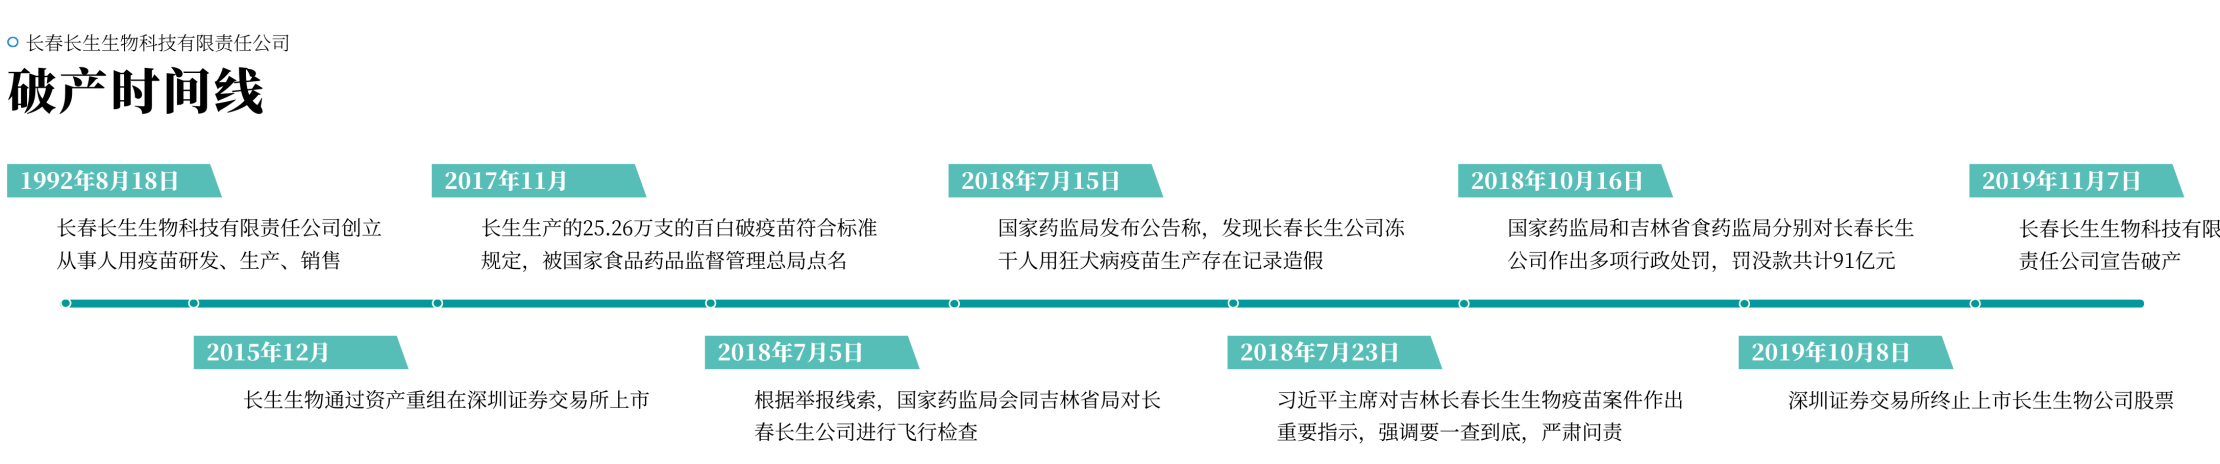 长春长生生物科技有限责任公司
破产时间线
1992年8月18日
长春长生生物科技有限责任公司创立
从事人用疫苗研发、生产、销售
2015年12月
长生生物通过资产重组在深圳证券交易所上市
2017年11月
长生生产的25.26万支的百白破疫苗符合标准
规定，被国家食品药品监督管理总局点名
2018年7月5日
根据举报线索，国家药监局会同吉林省局对长
春长生公司进行飞行检查
2018年7月15日
国家药监局发布公告称，发现长春长生公司冻
干人用狂犬病疫苗生产存在记录造假
2018年7月23日
习近平主席对吉林长春长生生物疫苗案件作出
重要指示，强调要一查到底，严肃问责
2018年10月16日
国家药监局和吉林省食药监局分别对长春长生
公司作出多项行政处罚，罚没款共计91亿元
2019年10月8日
深圳证券交易所终止上市长生生物公司股票
2019年11月7日
长春长生生物科技有限
责任公司宣告破产